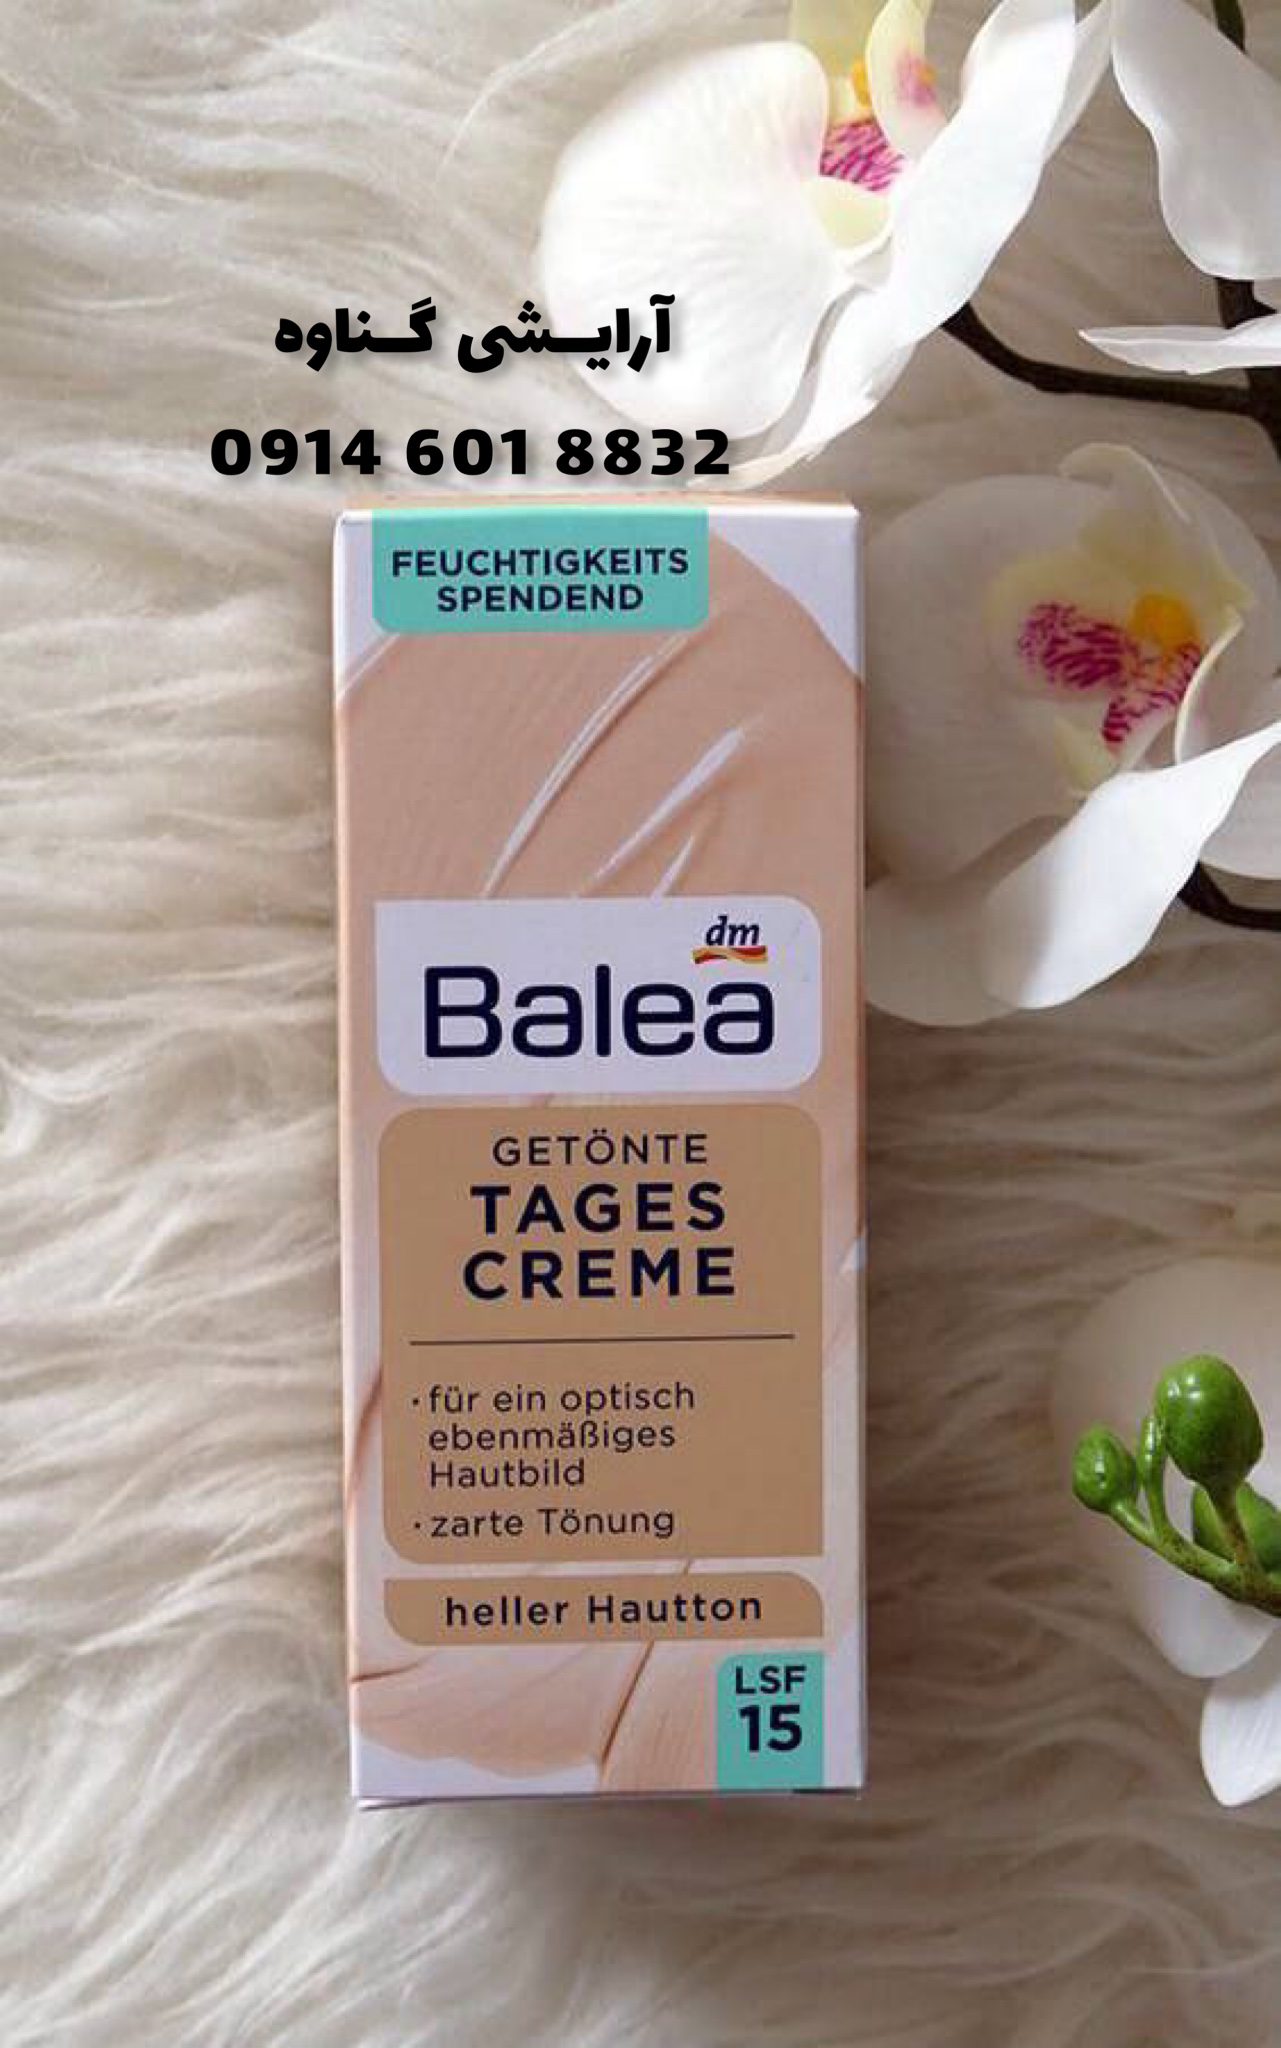 آرایشی گناوه
0914 601 8832
FEUCHTIGKEITS
SPENDEND
dm
Balea
GETÖNTE
TAGES
CREME
· für ein optisch
ebenmäßiges
Hautbild
· zarte Tönung
heller Hautton
LSF
15